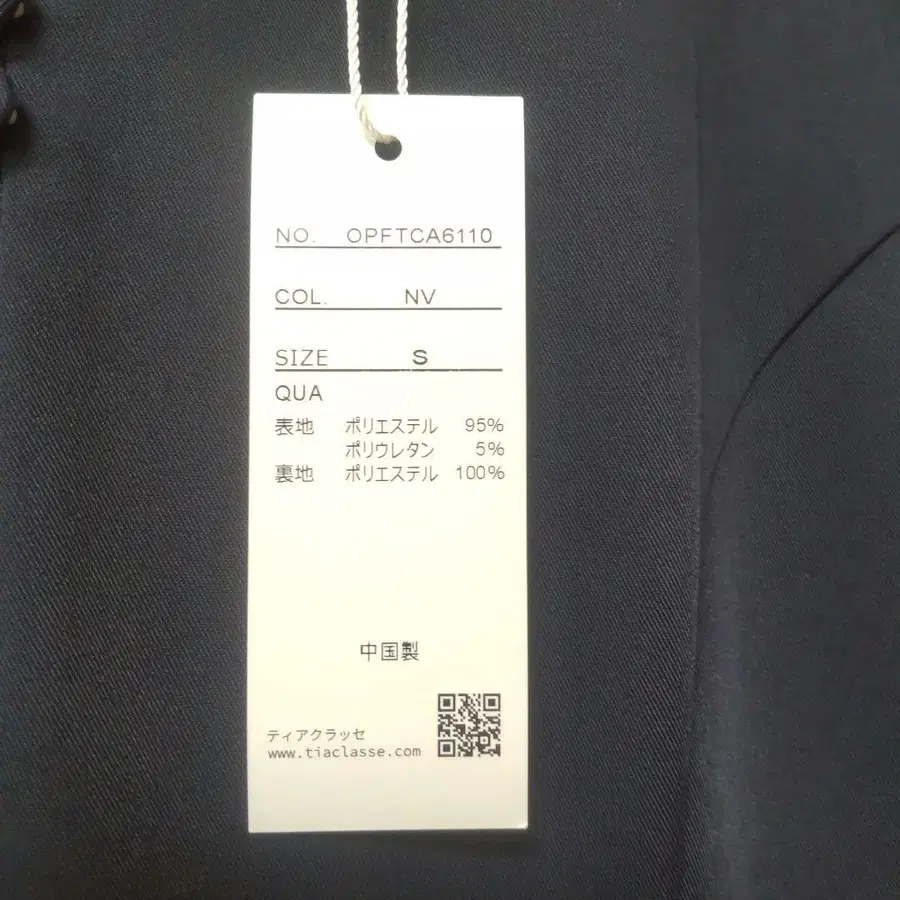 NO. OPFTCA6110
COL. NV
SIZE S
QUA
表地 ポリエステル 95%
ポリウレタン 5%
裏地 ポリエステル 100%
中国製
ティアクラッセ
www.tiaclasse.com